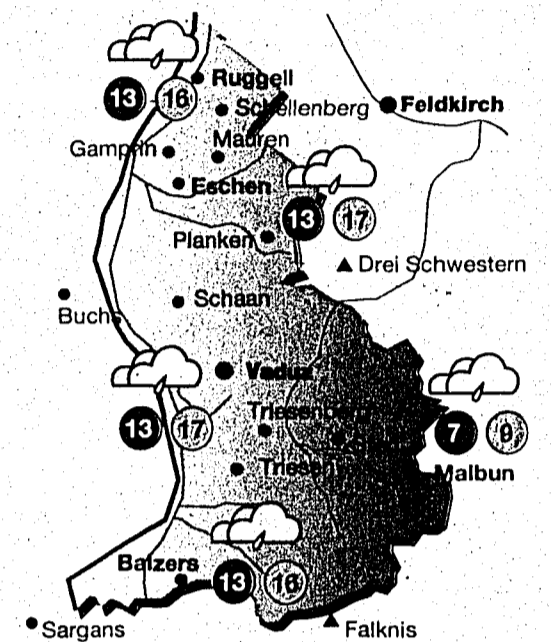 Ruggell
13 16
Schellenberg
Feldkirch
Mauren
Gamprin
Eschen
13 17
Planken
Drei Schwestern
Schaan
Buchs
Vaduz
13 17
Triesenberg
7 9
Triesen
Malbun
Balzers
13 16
Sargans
Falknis